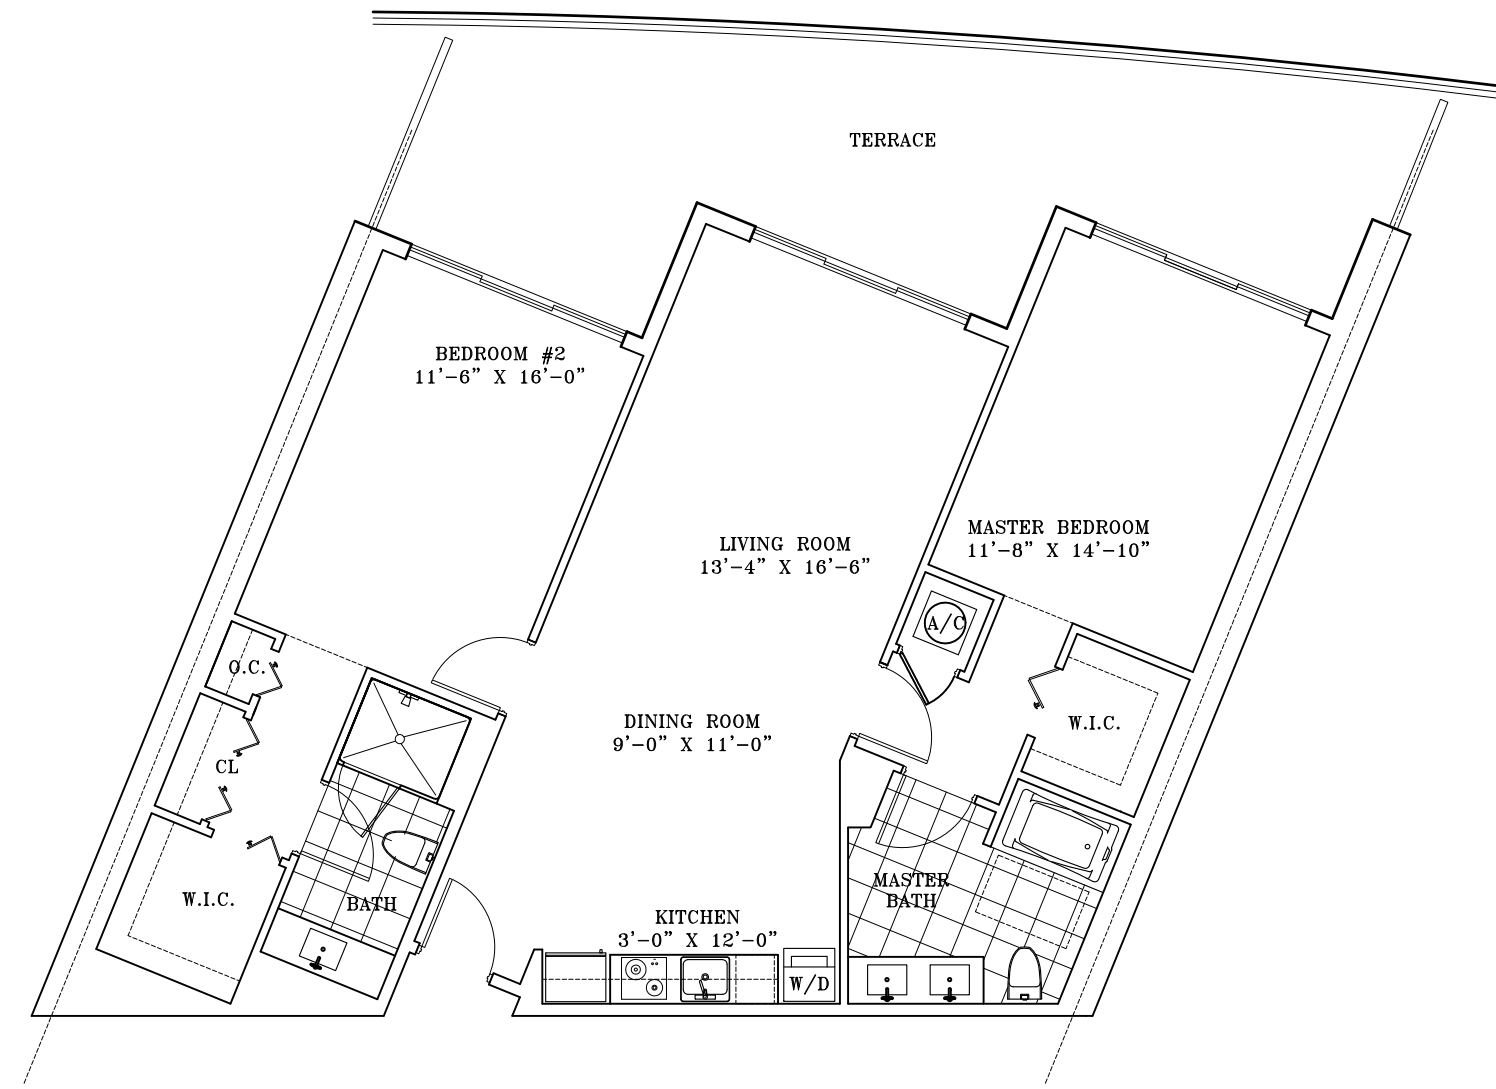 TERRACE
BEDROOM #2
11'-6" X 16'-0"
MASTER BEDROOM
11'-8" X 14'-10"
LIVING ROOM
13'-4" X 16'-6"
A/C
O.C.
DINING ROOM
9'-0" X 11'-0"
W.I.C.
CL
MASTER
BATH
W.I.C.
BATH
KITCHEN
3'-0" X 12'-0"
W/D